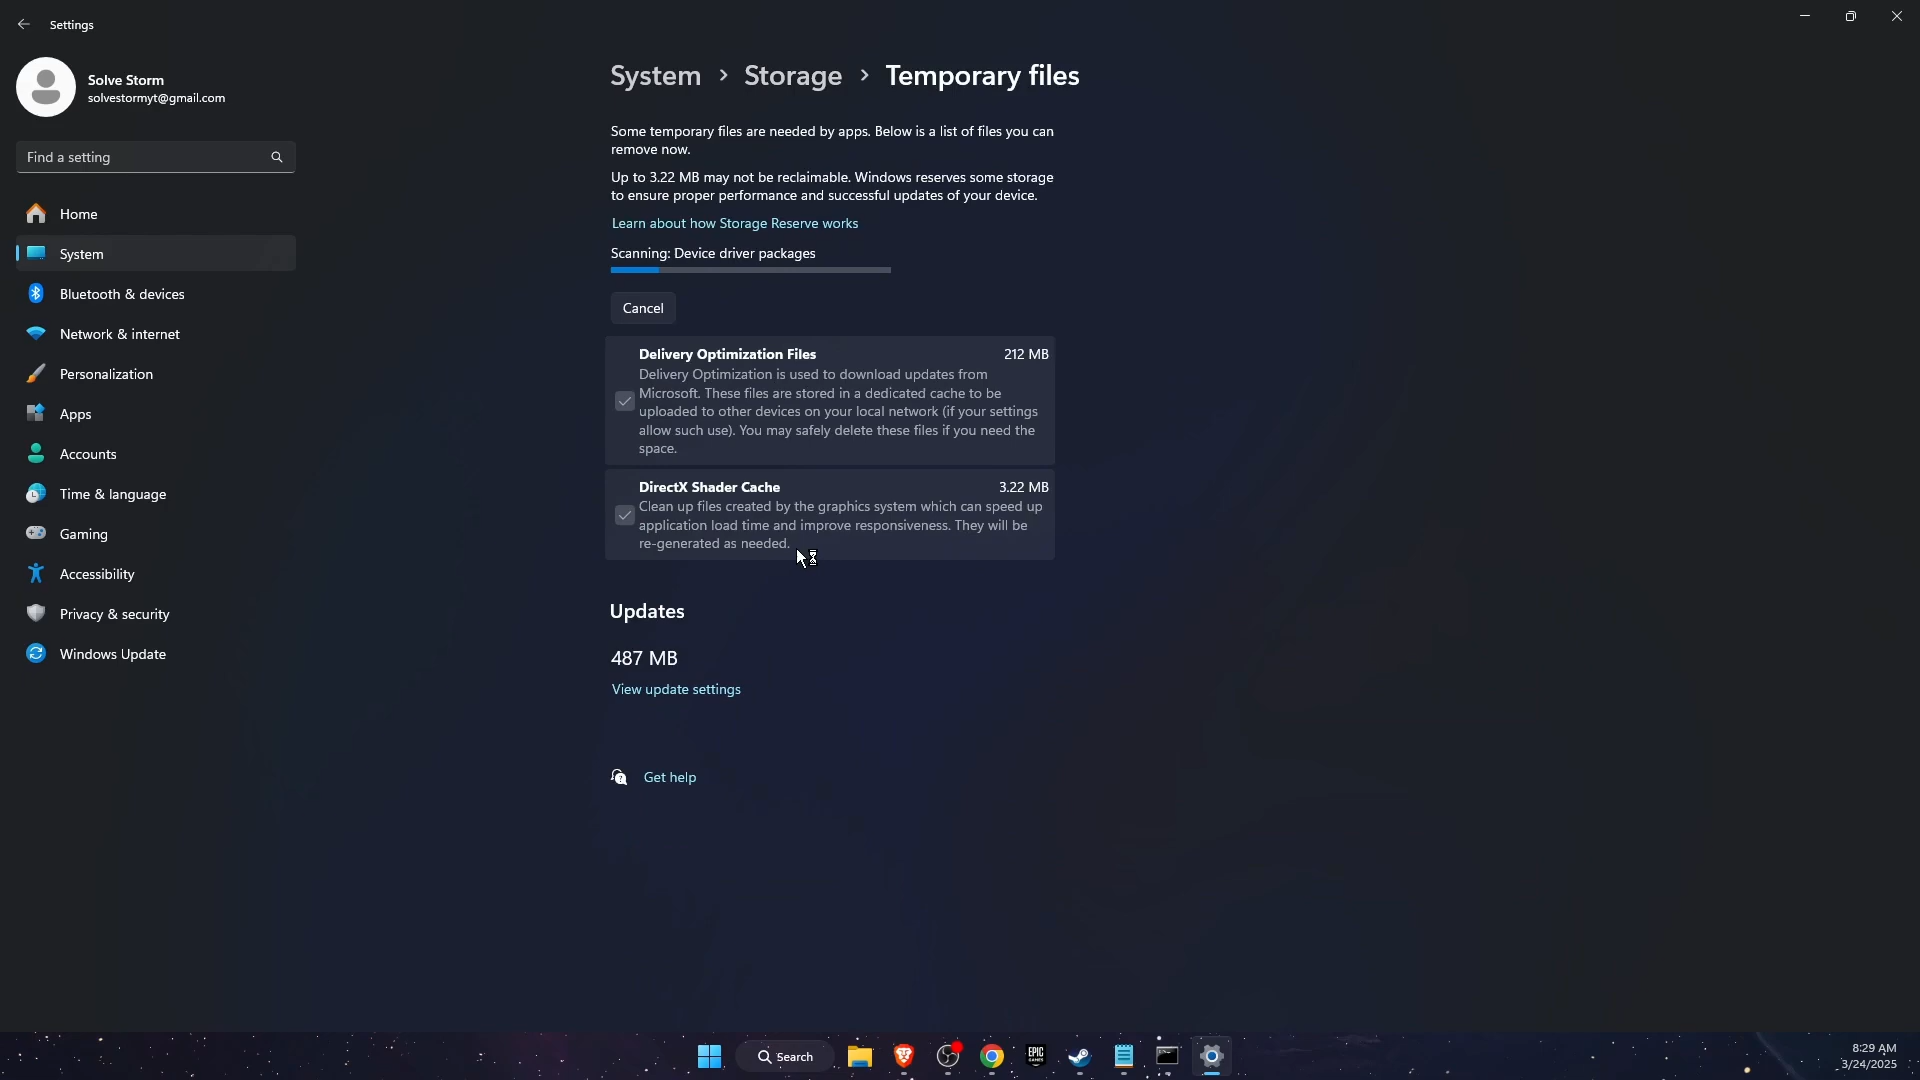 Settings
Solve Storm
solvestormyt@gmail.com
Find a setting
Home
System
Bluetooth & devices
Network & internet
Personalization
Apps
Accounts
Time & language
Gaming
Accessibility
Privacy & security
Windows Update
System > Storage > Temporary files
Some temporary files are needed by apps. Below is a list of files you can
remove now.
Up to 3.22 MB may not be reclaimable. Windows reserves some storage
to ensure proper performance and successful updates of your device.
Learn about how Storage Reserve works
Scanning: Device driver packages
Cancel
Delivery Optimization Files 212 MB
Delivery Optimization is used to download updates from
Microsoft. These files are stored in a dedicated cache to be
uploaded to other devices on your local network (if your settings
allow such use). You may safely delete these files if you need the
space.
DirectX Shader Cache 3.22 MB
Clean up files created by the graphics system which can speed up
application load time and improve responsiveness. They will be
re-generated as needed.
Updates
487 MB
View update settings
Get help
Search
EPIC
GAMES
8:29 AM
3/24/2025